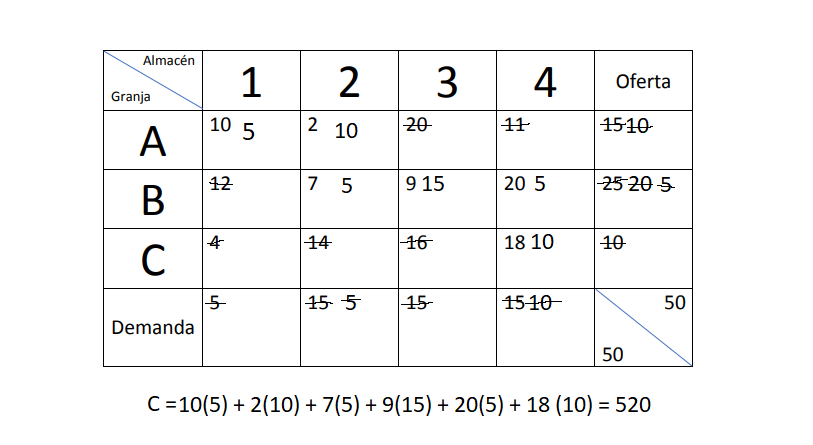 Almacén
Granja
1 2 3 4 Oferta
A 10 5 2 10 20 11 15 10
B 12 7 5 9 15 20 5 25 20 5
C 4 14 16 18 10 10
Demanda 5 15 5 15 15 10 50
50
C =10(5) + 2(10) + 7(5) + 9(15) + 20(5) + 18 (10) = 520